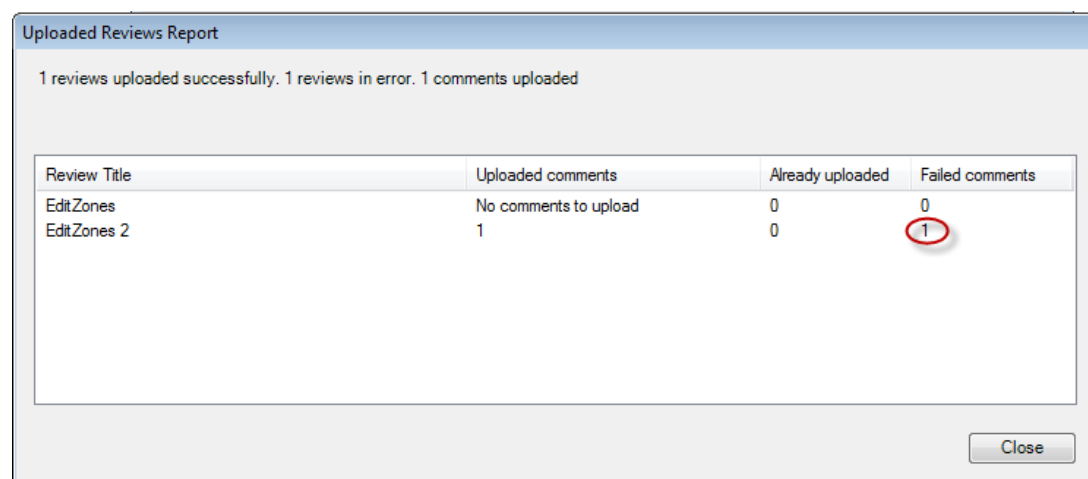 Uploaded Reviews Report
1 reviews uploaded successfully. 1 reviews in error. 1 comments uploaded
Review Title Uploaded comments Already uploaded Failed comments
EditZones No comments to upload 0 0
EditZones 2 1 0 1
Close